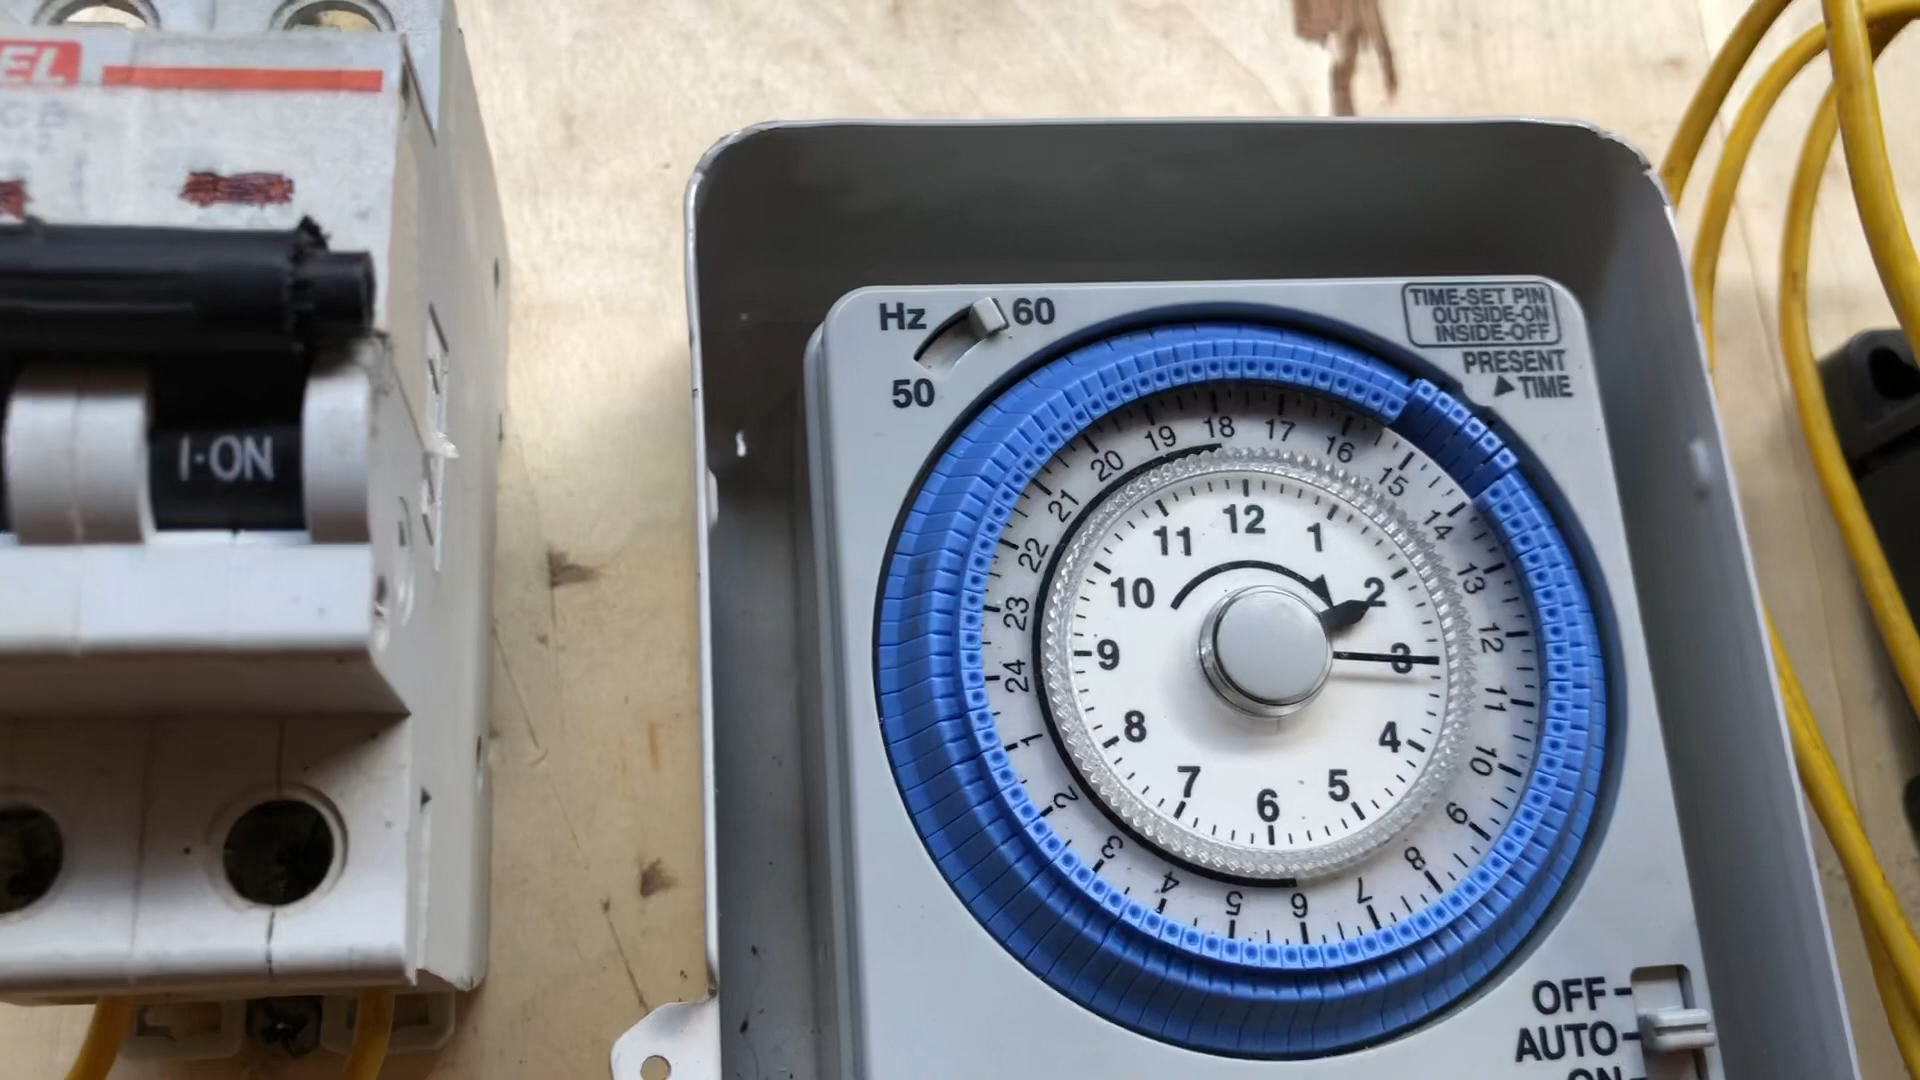 EL
I·ON
Hz 60
50
TIME-SET PIN
OUTSIDE-ON
INSIDE-OFF
PRESENT
▲ TIME
24 23 22 21 20 19 18 17 16 15 14 13 12 11 10 9 8 7 6 5 4 3 2 1
12 1 2 3 4 5 6 7 8 9 10 11
OFF
AUTO
ON